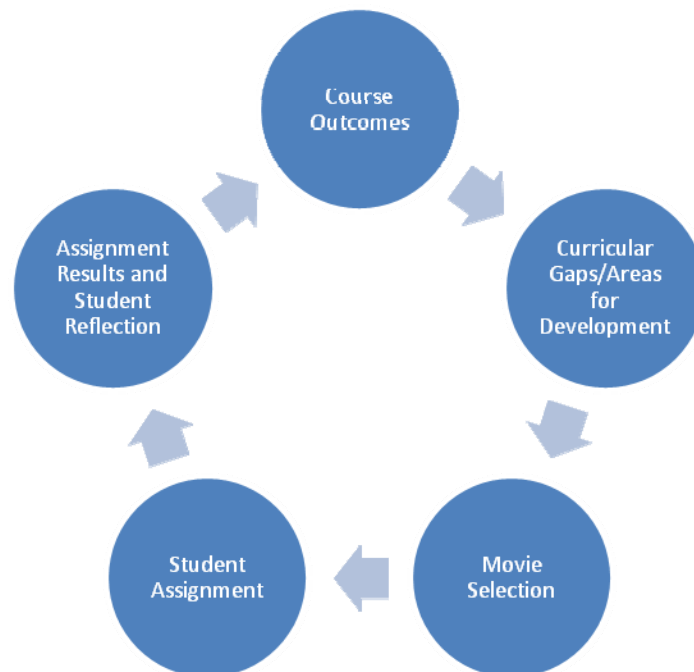 Course
Outcomes
Curricular
Gaps/Areas
for
Development
Movie
Selection
Student
Assignment
Assignment
Results and
Student
Reflection